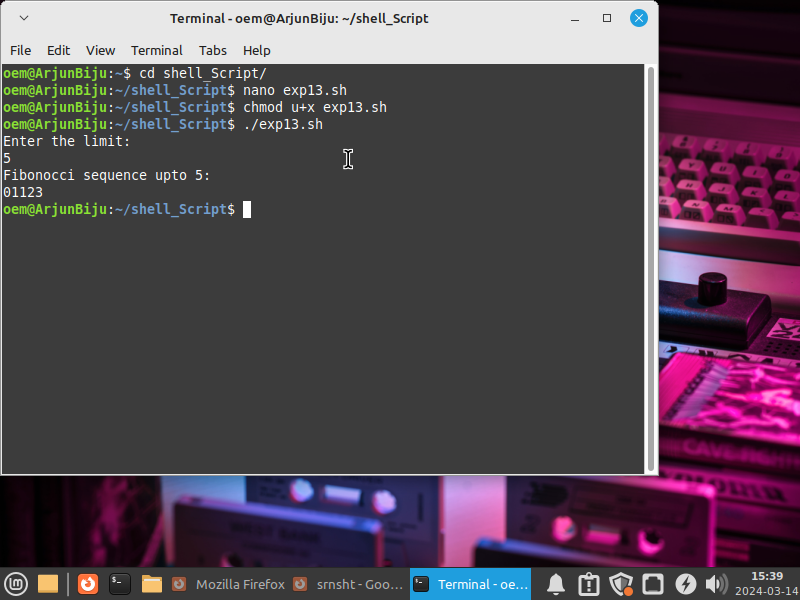 Terminal - oem@ArjunBiju: ~/shell_Script
File Edit View Terminal Tabs Help
oem@ArjunBiju:~$ cd shell_Script/
oem@ArjunBiju:~/shell_Script$ nano exp13.sh
oem@ArjunBiju:~/shell_Script$ chmod u+x exp13.sh
oem@ArjunBiju:~/shell_Script$ ./exp13.sh
Enter the limit:
5
Fibonocci sequence upto 5:
01123
oem@ArjunBiju:~/shell_Script$
CAVE FIGHT
Mozilla Firefox
srnsht - Goo...
Terminal - oe...
15:39
2024-03-14